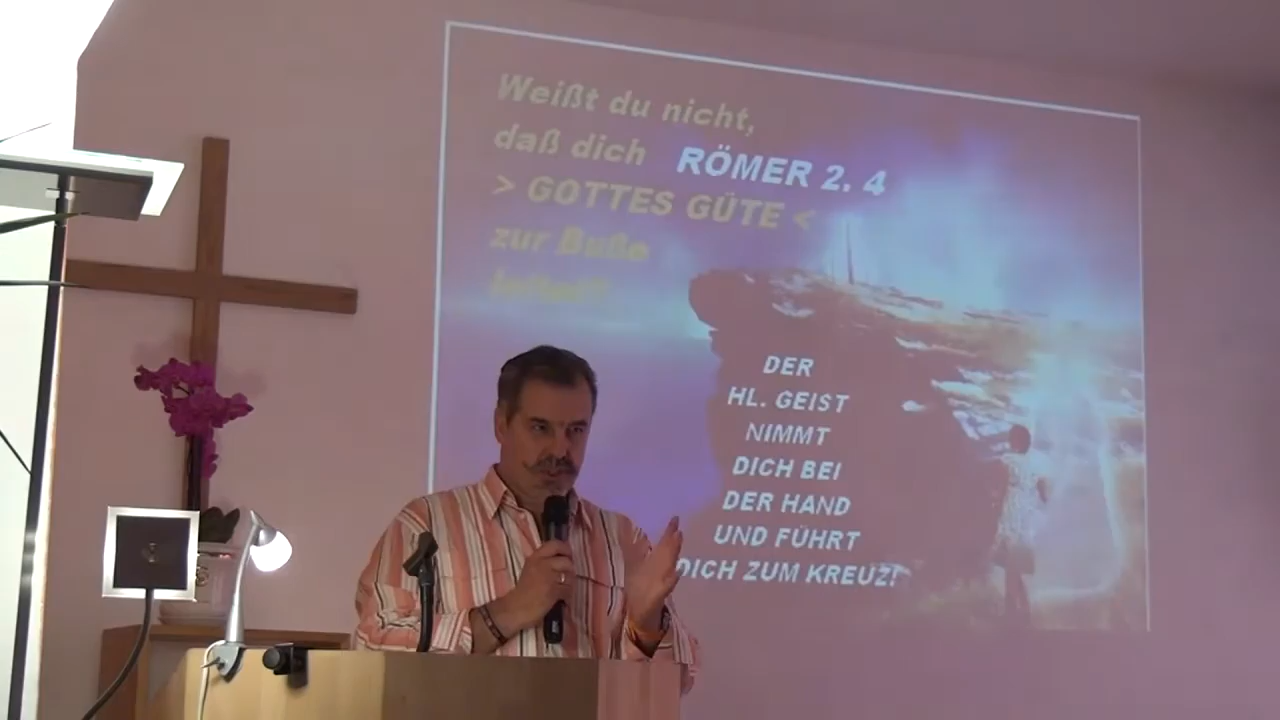 Weißt du nicht,
daß dich RÖMER 2. 4
> GOTTES GÜTE <
zur Buße
leitet?
DER
HL. GEIST
NIMMT
DICH BEI
DER HAND
UND FÜHRT
DICH ZUM KREUZ!